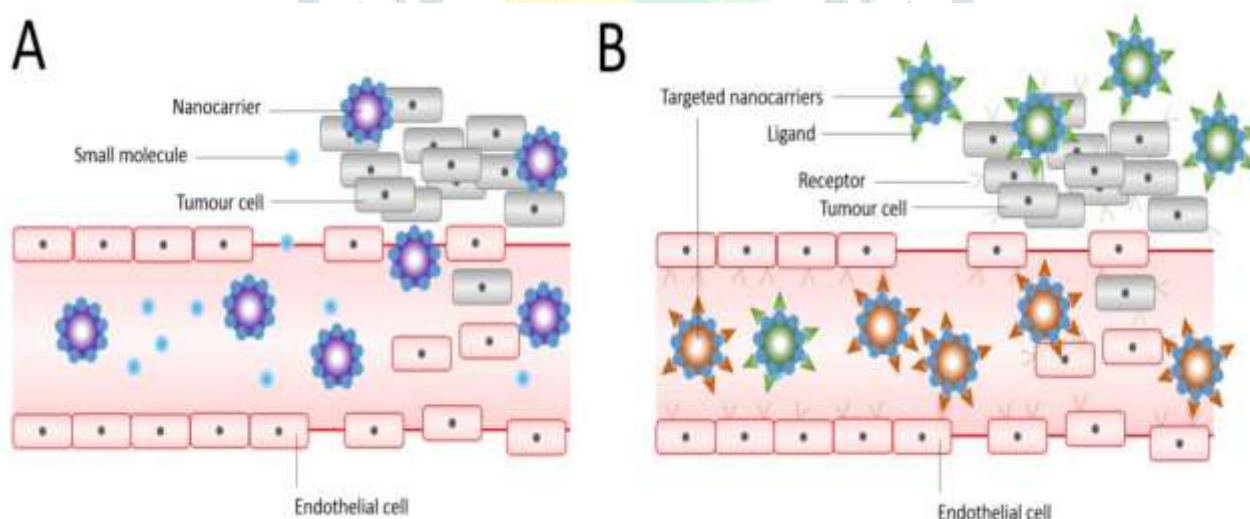 A
Nanocarrier
Small molecule
Tumour cell
Endothelial cell
B
Targeted nanocarriers
Ligand
Receptor
Tumour cell
Endothelial cell